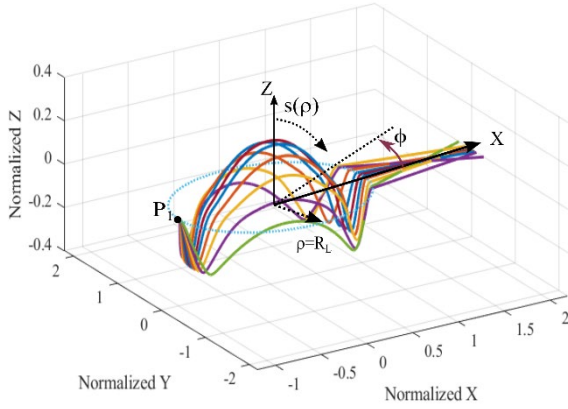 0.4
0.2
0
-0.2
-0.4
Normalized Z
Z
s(ρ)
ϕ
X
P₁
ρ=R_L
2
1
0
-1
-2
Normalized Y
-1
-0.5
0
0.5
1
1.5
2
Normalized X